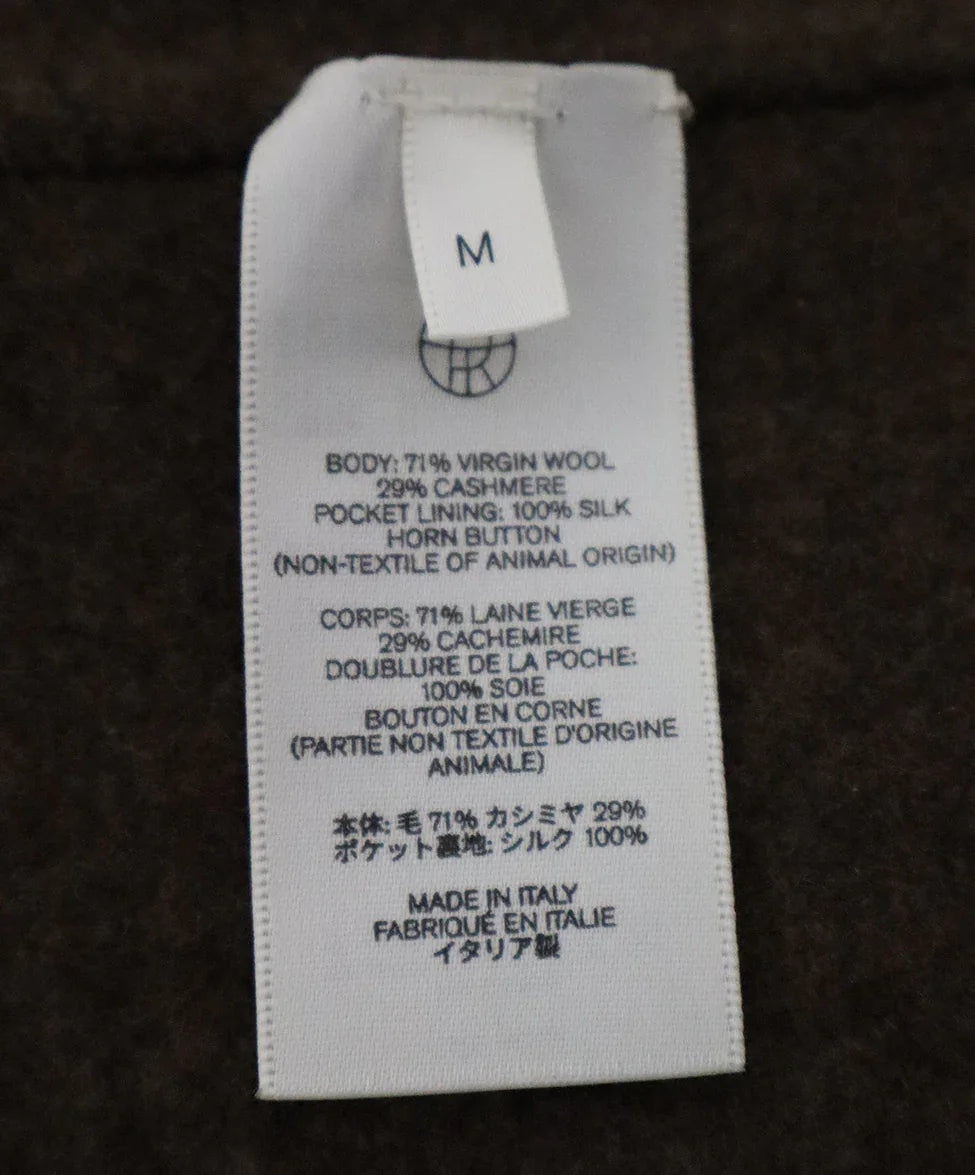 M
BODY: 71% VIRGIN WOOL
29% CASHMERE
POCKET LINING: 100% SILK
HORN BUTTON
(NON-TEXTILE OF ANIMAL ORIGIN)
CORPS: 71% LAINE VIERGE
29% CACHEMIRE
DOUBLURE DE LA POCHE:
100% SOIE
BOUTON EN CORNE
(PARTIE NON TEXTILE D'ORIGINE
ANIMALE)
本体: 毛 71% カシミヤ 29%
ポケット裏地: シルク 100%
MADE IN ITALY
FABRIQUÉ EN ITALIE
イタリア製